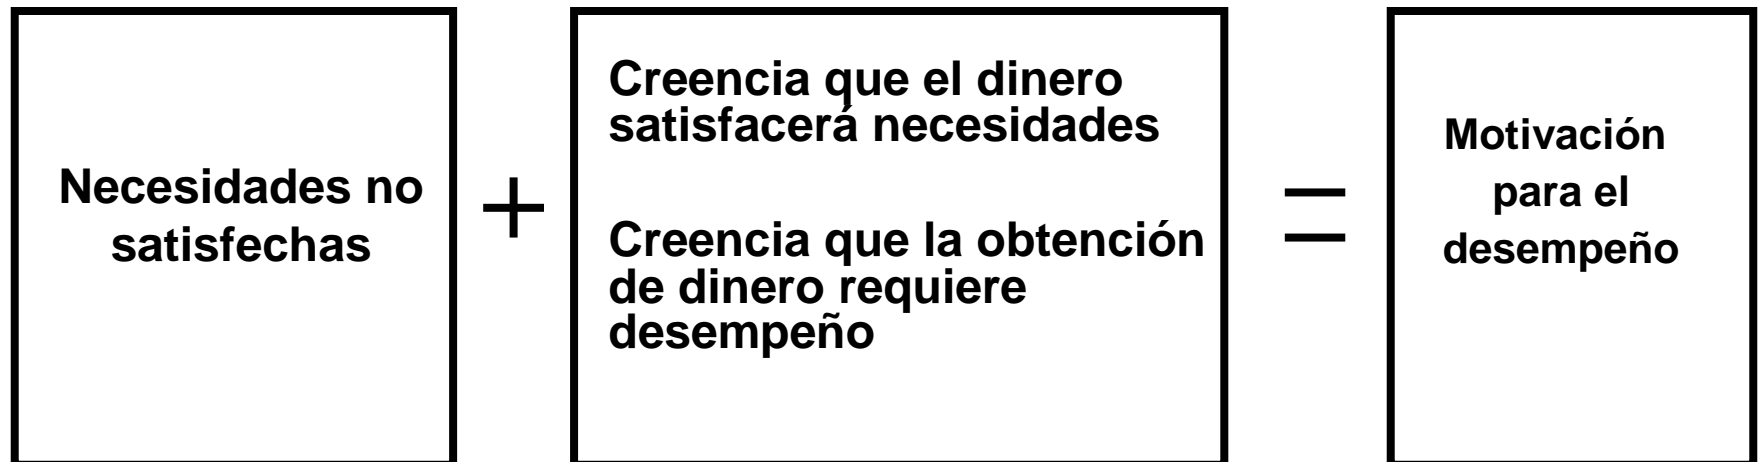 Necesidades no
satisfechas
+
Creencia que el dinero
satisfacerá necesidades
Creencia que la obtención
de dinero requiere
desempeño
=
Motivación
para el
desempeño